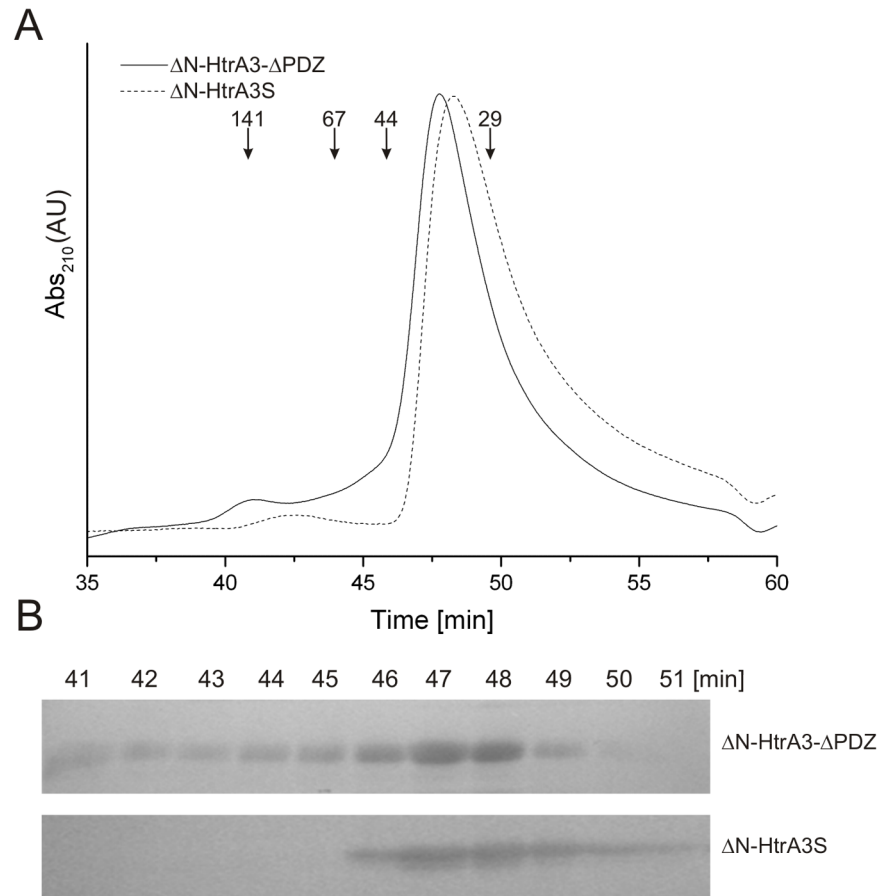 A
ΔN-HtrA3-ΔPDZ
ΔN-HtrA3S
141 67 44 29
Abs210(AU)
35 40 45 50 55 60
Time [min]
B
41 42 43 44 45 46 47 48 49 50 51 [min]
ΔN-HtrA3-ΔPDZ
ΔN-HtrA3S